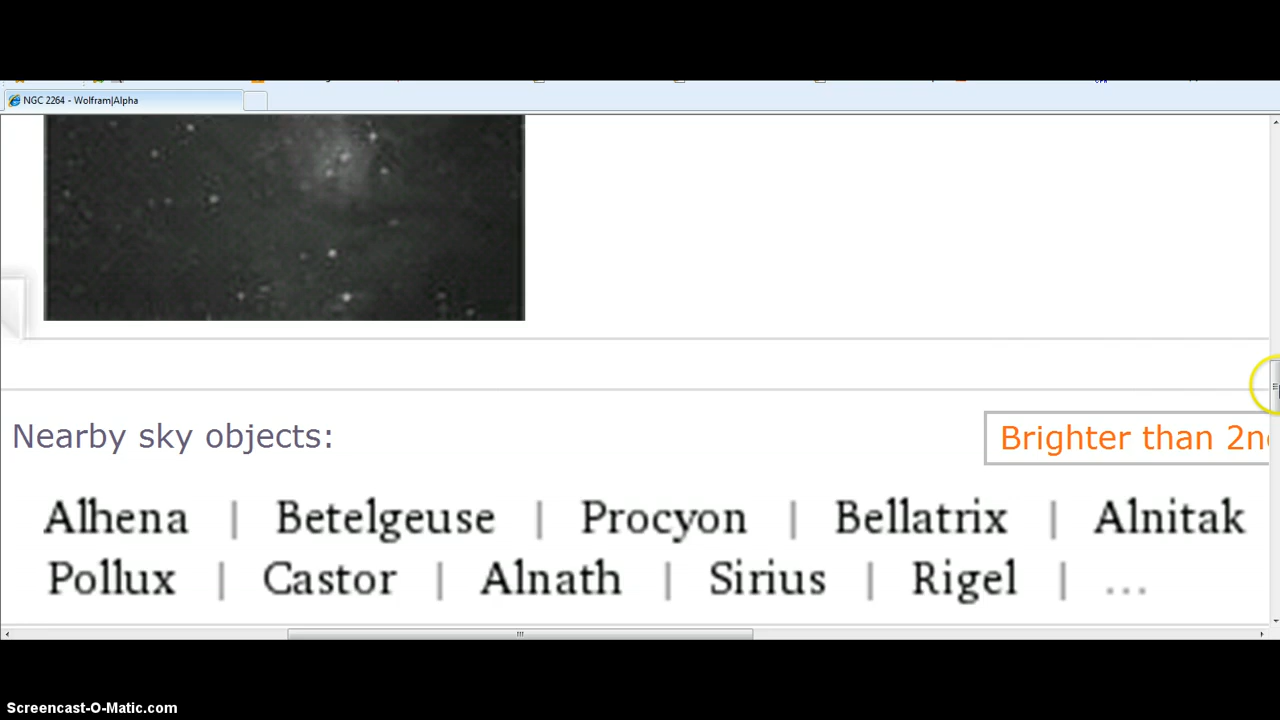 NGC 2264 - Wolfram|Alpha
Nearby sky objects:
Brighter than 2n
Alhena | Betelgeuse | Procyon | Bellatrix | Alnitak
Pollux | Castor | Alnath | Sirius | Rigel | ...
Screencast-O-Matic.com